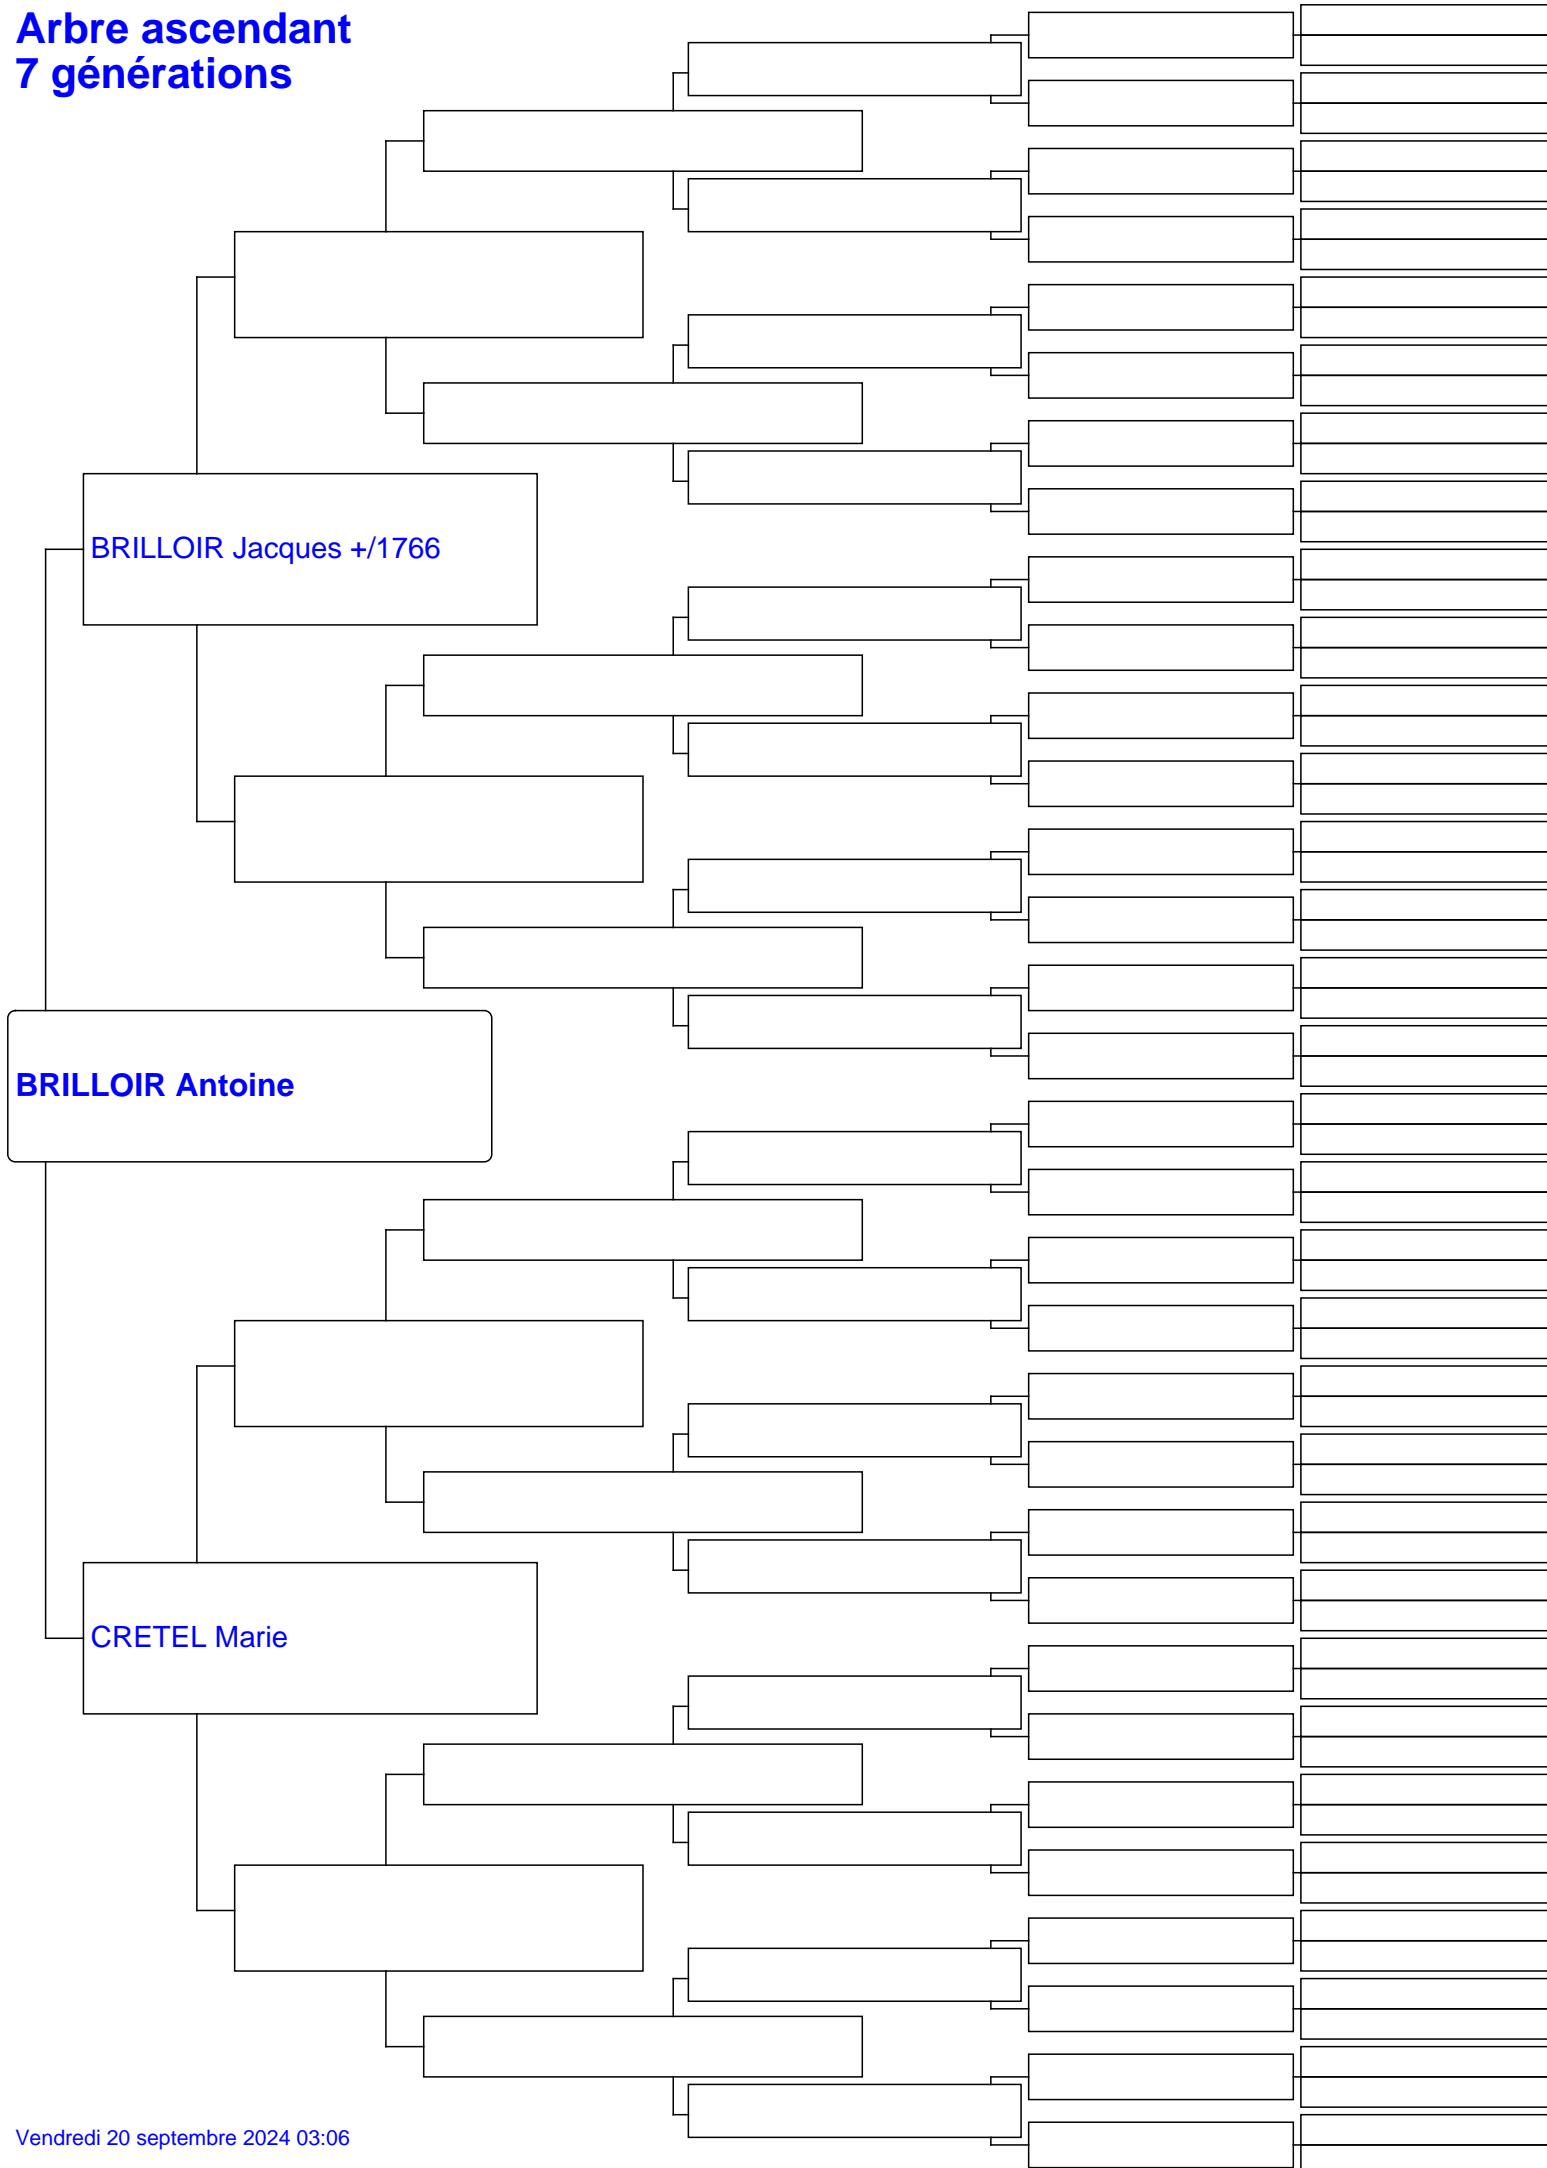 Arbre ascendant
7 générations
BRILLOIR Jacques +/1766
BRILLOIR Antoine
CRETEL Marie
Vendredi 20 septembre 2024 03:06